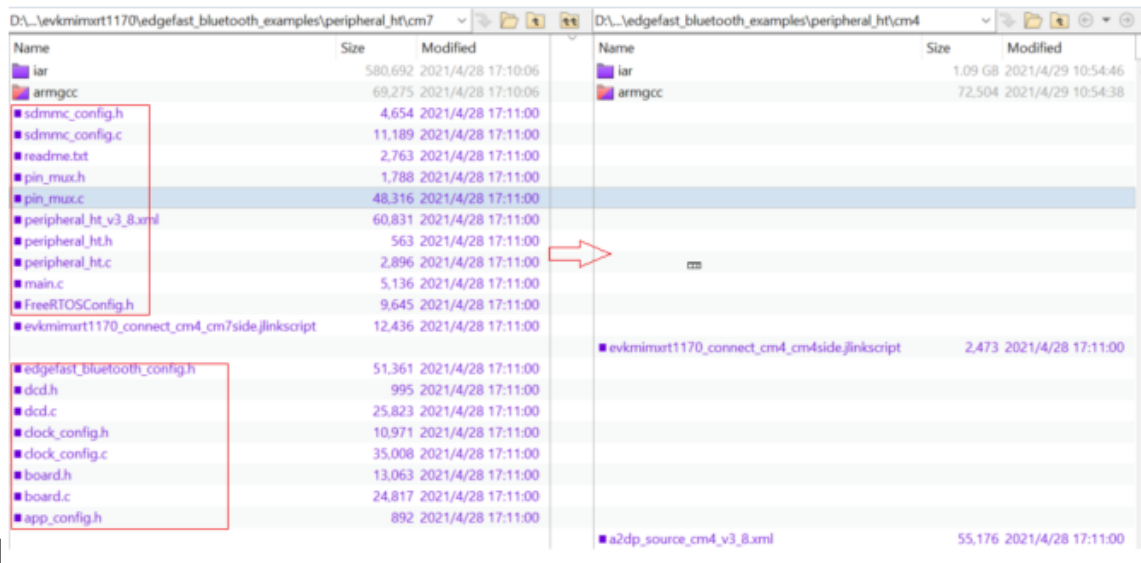 D:\...\evkmimxrt1170\edgefast_bluetooth_examples\peripheral_ht\cm7 D:\...\edgefast_bluetooth_examples\peripheral_ht\cm4
Name Size Modified Name Size Modified
iar 580,692 2021/4/28 17:10:06 iar 1.09 GB 2021/4/29 10:54:46
armgcc 69,275 2021/4/28 17:10:06 armgcc 72,504 2021/4/29 10:54:38
sdmmc_config.h 4,654 2021/4/28 17:11:00
sdmmc_config.c 11,189 2021/4/28 17:11:00
readme.txt 2,763 2021/4/28 17:11:00
pin_mux.h 1,788 2021/4/28 17:11:00
pin_mux.c 48,316 2021/4/28 17:11:00
peripheral_ht_v3_8.xml 60,831 2021/4/28 17:11:00
peripheral_ht.h 563 2021/4/28 17:11:00
peripheral_ht.c 2,896 2021/4/28 17:11:00
main.c 5,136 2021/4/28 17:11:00
FreeRTOSConfig.h 9,645 2021/4/28 17:11:00
evkmimxrt1170_connect_cm4_cm7side.jlinkscript 12,436 2021/4/28 17:11:00
evkmimxrt1170_connect_cm4_cm4side.jlinkscript 2,473 2021/4/28 17:11:00
edgefast_bluetooth_config.h 51,361 2021/4/28 17:11:00
dcd.h 995 2021/4/28 17:11:00
dcd.c 25,823 2021/4/28 17:11:00
clock_config.h 10,971 2021/4/28 17:11:00
clock_config.c 35,008 2021/4/28 17:11:00
board.h 13,063 2021/4/28 17:11:00
board.c 24,817 2021/4/28 17:11:00
app_config.h 892 2021/4/28 17:11:00
a2dp_source_cm4_v3_8.xml 55,176 2021/4/28 17:11:00